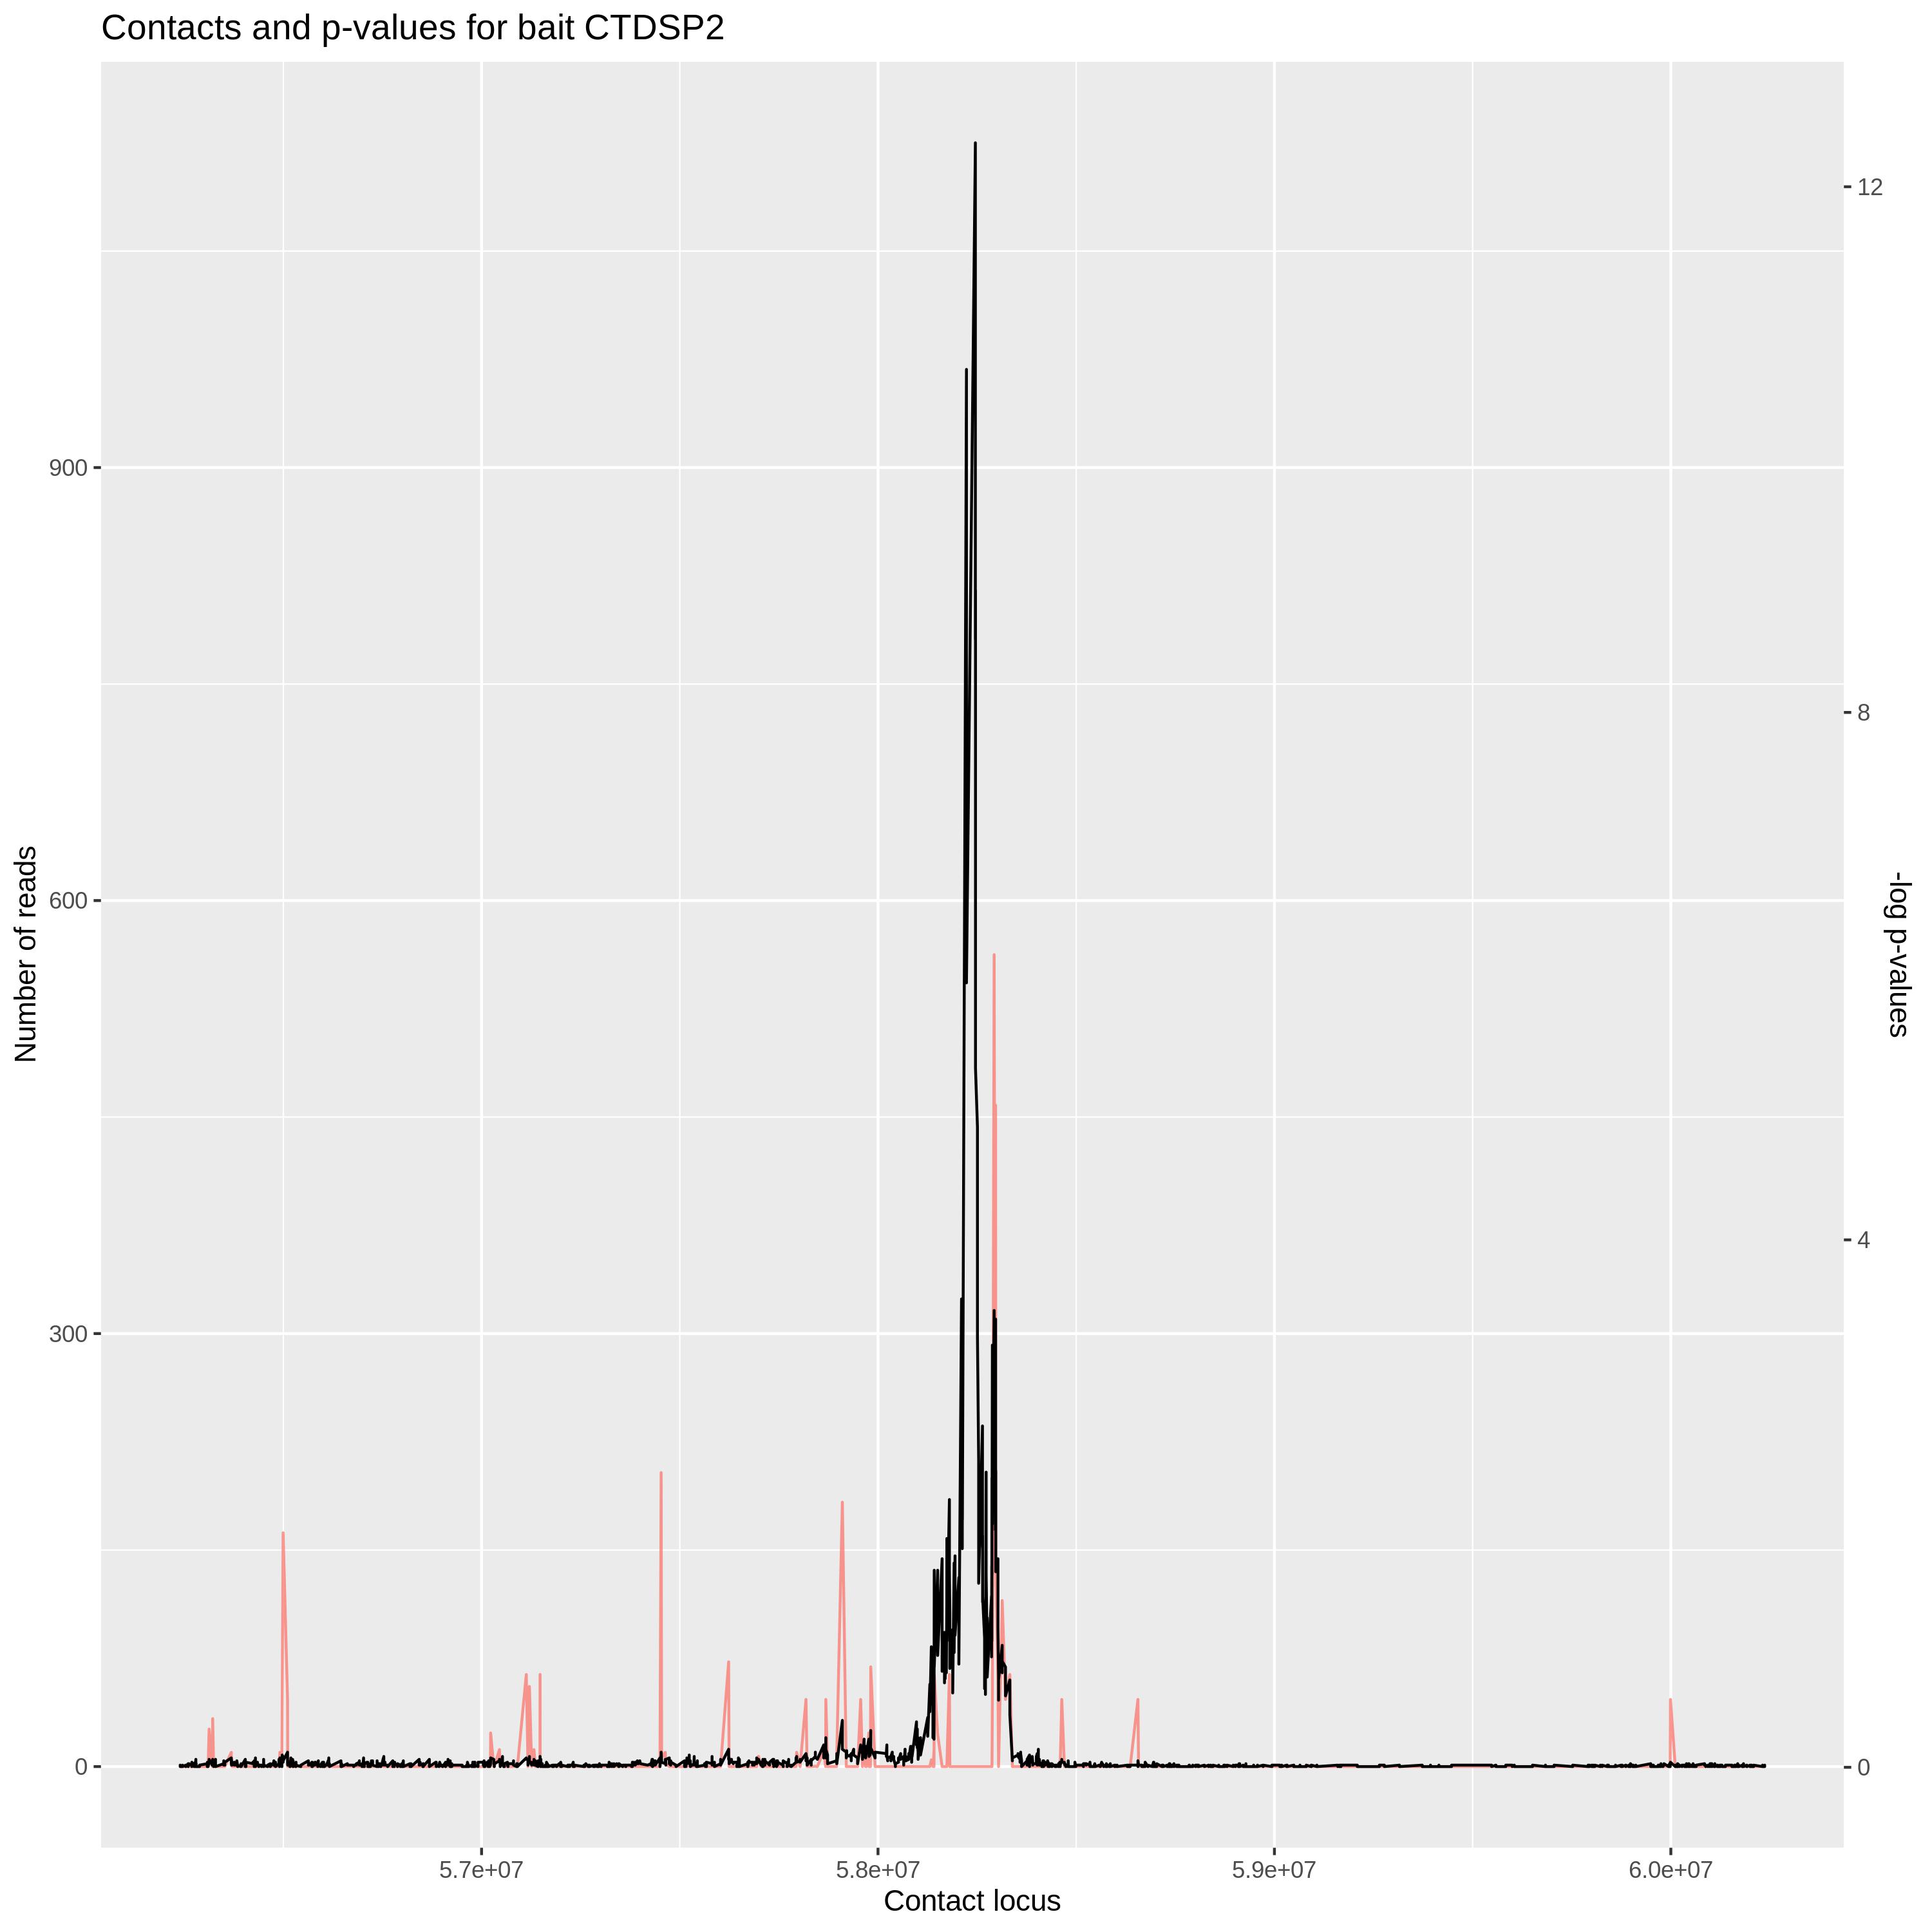 Contacts and p-values for bait CTDSP2
12
900
8
600
Number of reads
-log p-values
4
300
0
0
5.7e+07
5.8e+07
5.9e+07
6.0e+07
Contact locus